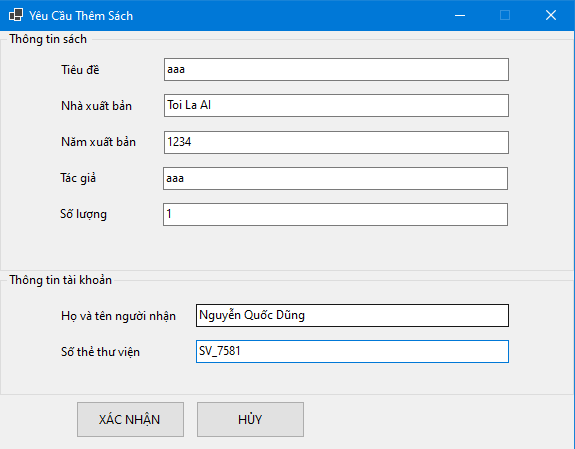 Yêu Cầu Thêm Sách
Thông tin sách
Tiêu đề aaa
Nhà xuất bản Toi La AI
Năm xuất bản 1234
Tác giả aaa
Số lượng 1
Thông tin tài khoản
Họ và tên người nhận Nguyễn Quốc Dũng
Số thẻ thư viện SV_7581
XÁC NHẬN HỦY